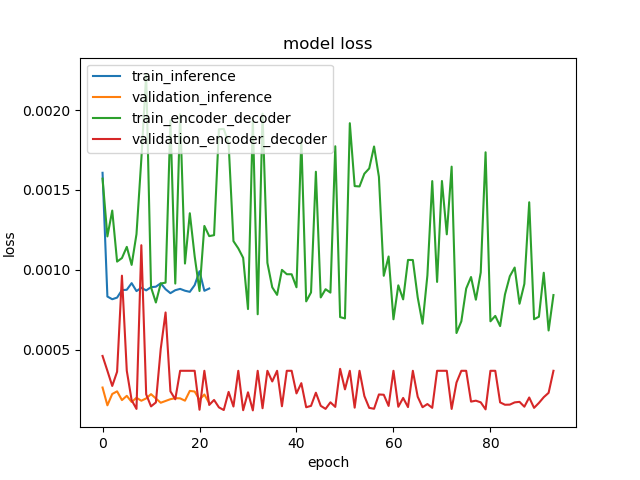 model loss
train_inference
validation_inference
train_encoder_decoder
validation_encoder_decoder
0.0020
0.0015
0.0010
0.0005
loss
0 20 40 60 80
epoch